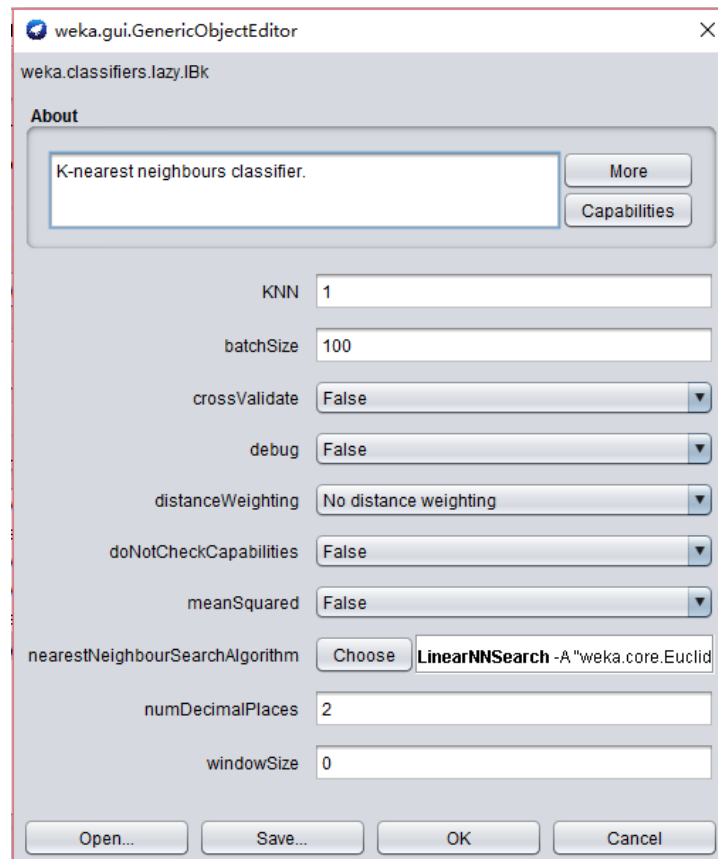 weka.gui.GenericObjectEditor
weka.classifiers.lazy.IBk
About
K-nearest neighbours classifier.
More
Capabilities
KNN 1
batchSize 100
crossValidate False
debug False
distanceWeighting No distance weighting
doNotCheckCapabilities False
meanSquared False
nearestNeighbourSearchAlgorithm Choose LinearNNSearch -A "weka.core.Euclid
numDecimalPlaces 2
windowSize 0
Open... Save... OK Cancel